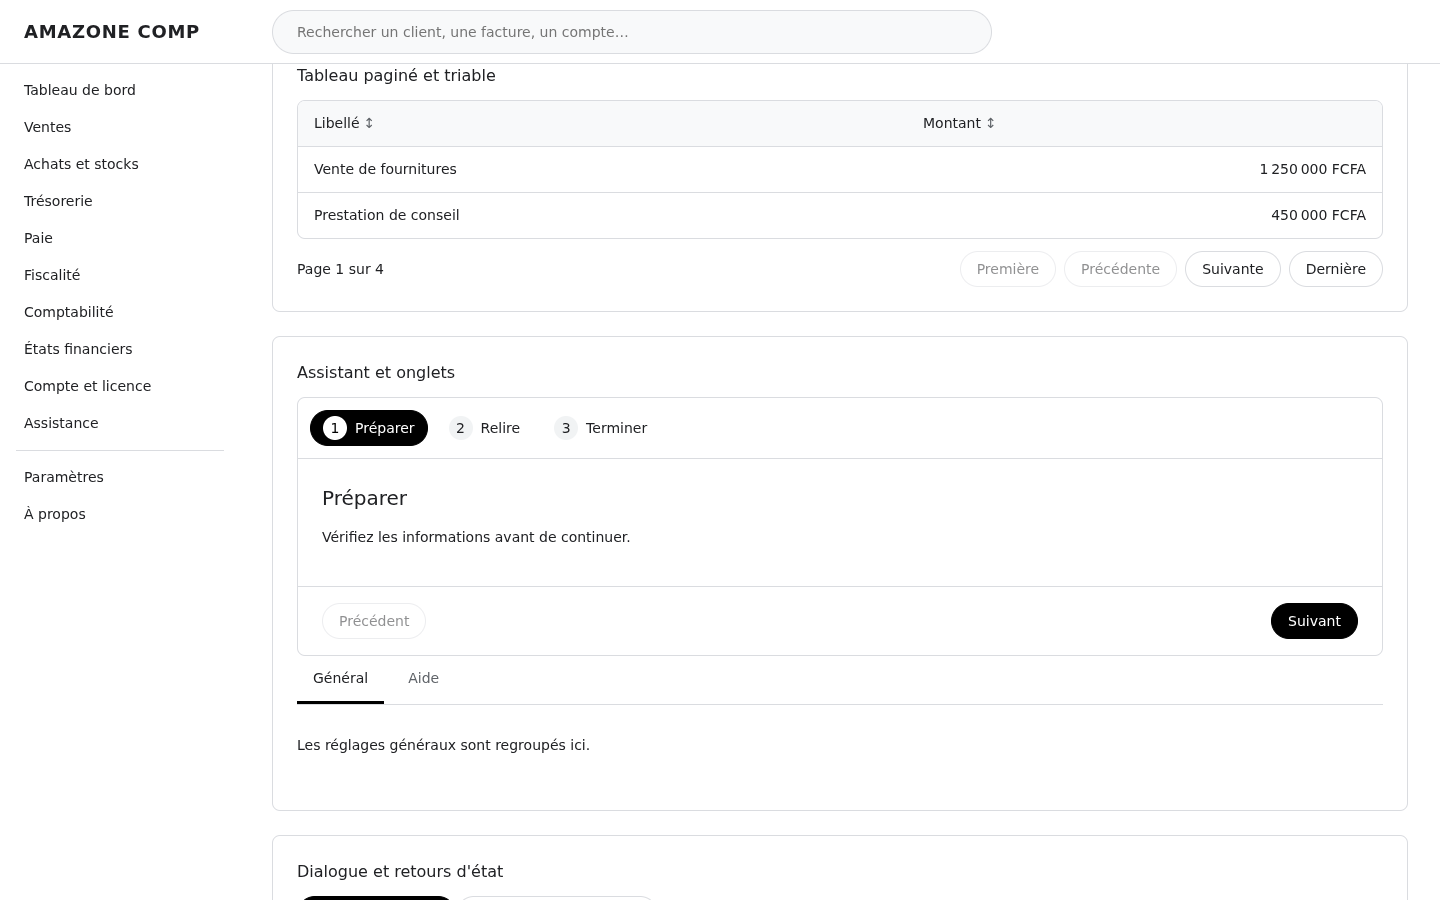 AMAZONE COMP
Rechercher un client, une facture, un compte…
Tableau de bord
Ventes
Achats et stocks
Trésorerie
Paie
Fiscalité
Comptabilité
États financiers
Compte et licence
Assistance
Paramètres
À propos
Tableau paginé et triable
Libellé ↕ Montant ↕
Vente de fournitures 1 250 000 FCFA
Prestation de conseil 450 000 FCFA
Page 1 sur 4 Première Précédente Suivante Dernière
Assistant et onglets
1 Préparer 2 Relire 3 Terminer
Préparer
Vérifiez les informations avant de continuer.
Précédent Suivant
Général Aide
Les réglages généraux sont regroupés ici.
Dialogue et retours d'état